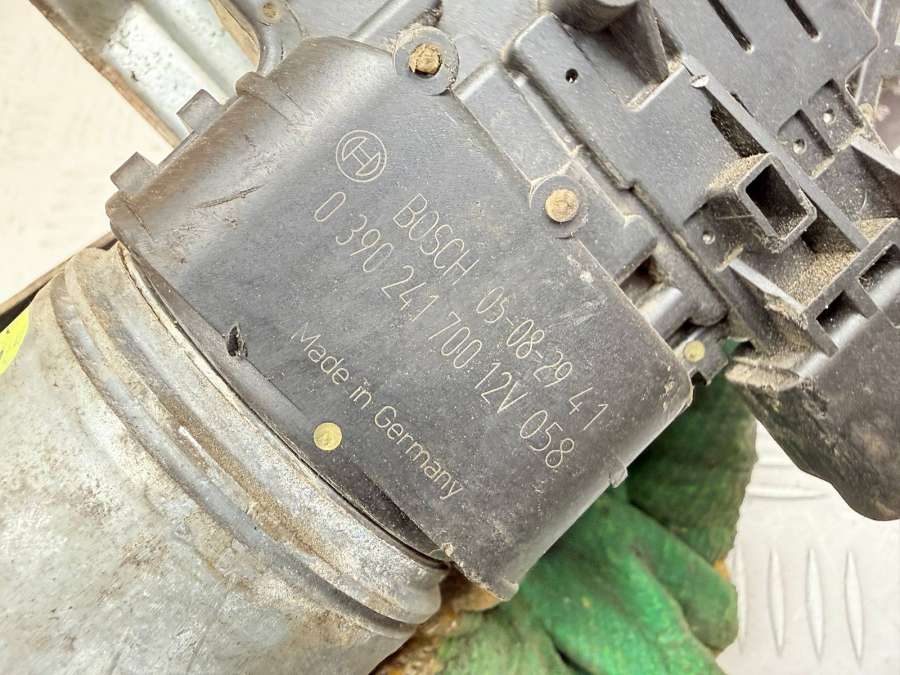 BOSCH 05-08-29 41
0 390 241 700 12V 058
Made in Germany